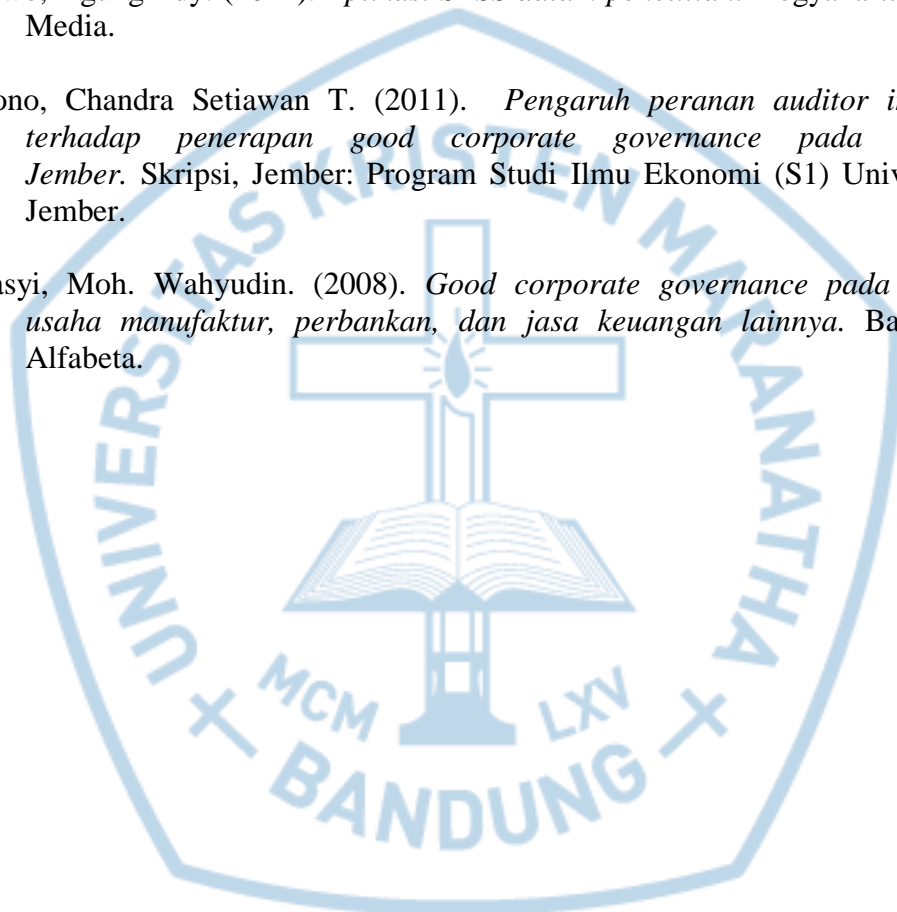 Media.
ono, Chandra Setiawan T. (2011). Pengaruh peranan auditor i
terhadap penerapan good corporate governance pada
Jember. Skripsi, Jember: Program Studi Ilmu Ekonomi (S1) Univ
Jember.
asyi, Moh. Wahyudin. (2008). Good corporate governance pada
usaha manufaktur, perbankan, dan jasa keuangan lainnya. Ba
Alfabeta.
UNIVERSITAS KRISTEN MARANATHA
MCM LXV
BANDUNG